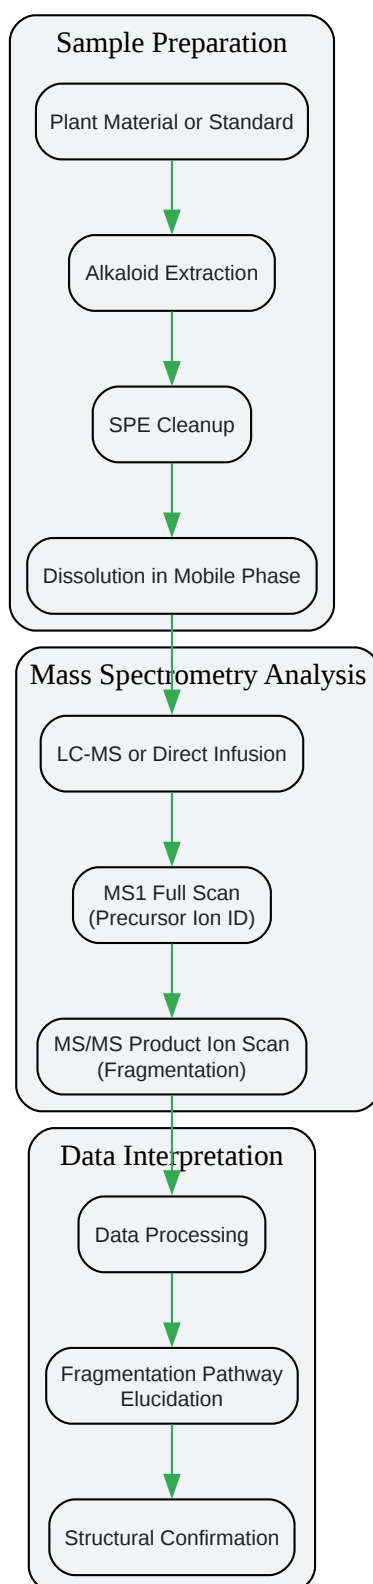 Sample Preparation
Plant Material or Standard
Alkaloid Extraction
SPE Cleanup
Dissolution in Mobile Phase
Mass Spectrometry Analysis
LC-MS or Direct Infusion
MS1 Full Scan
(Precursor Ion ID)
MS/MS Product Ion Scan
(Fragmentation)
Data Interpretation
Data Processing
Fragmentation Pathway
Elucidation
Structural Confirmation